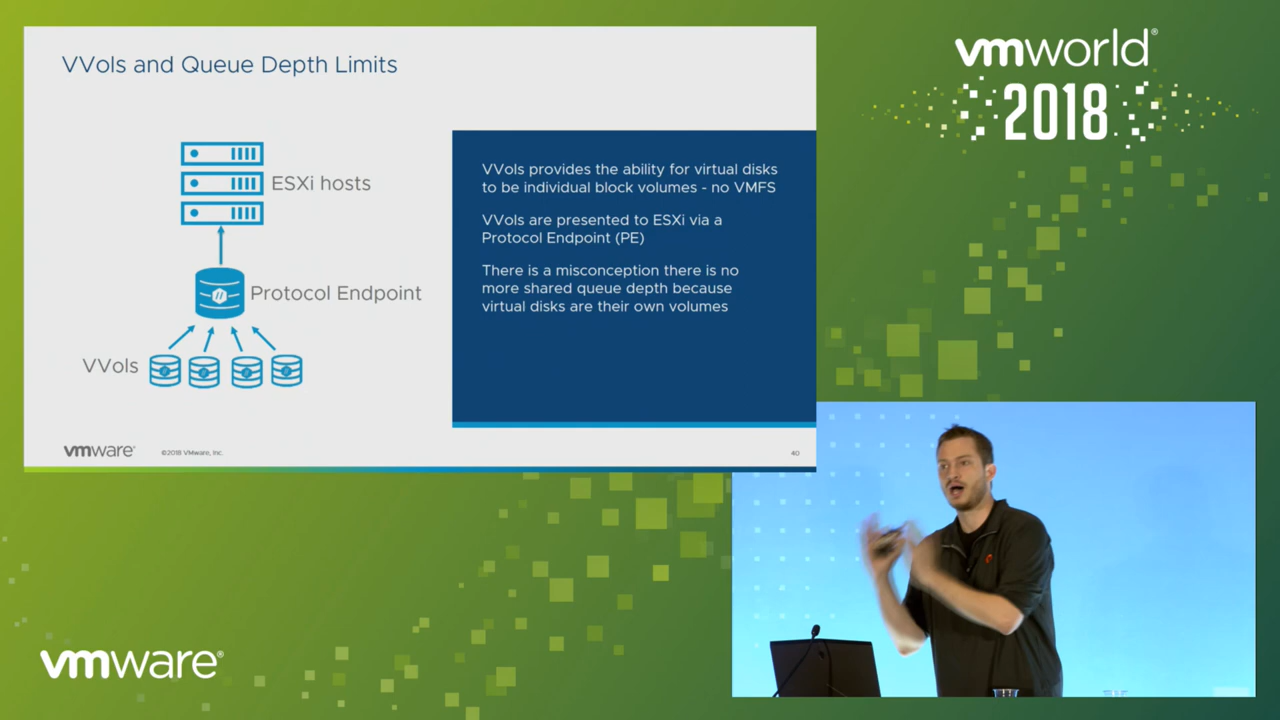 VVols and Queue Depth Limits
ESXi hosts
Protocol Endpoint
VVols
VVols provides the ability for virtual disks
to be individual block volumes - no VMFS
VVols are presented to ESXi via a
Protocol Endpoint (PE)
There is a misconception there is no
more shared queue depth because
virtual disks are their own volumes
vmware®
©2018 VMware, Inc.
40
vmworld®
2018
vmware®